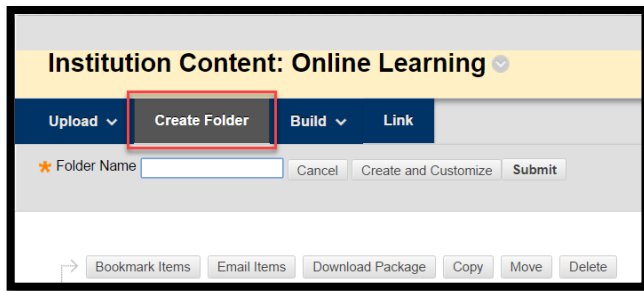 Institution Content: Online Learning
Upload Create Folder Build Link
* Folder Name Cancel Create and Customize Submit
Bookmark Items Email Items Download Package Copy Move Delete